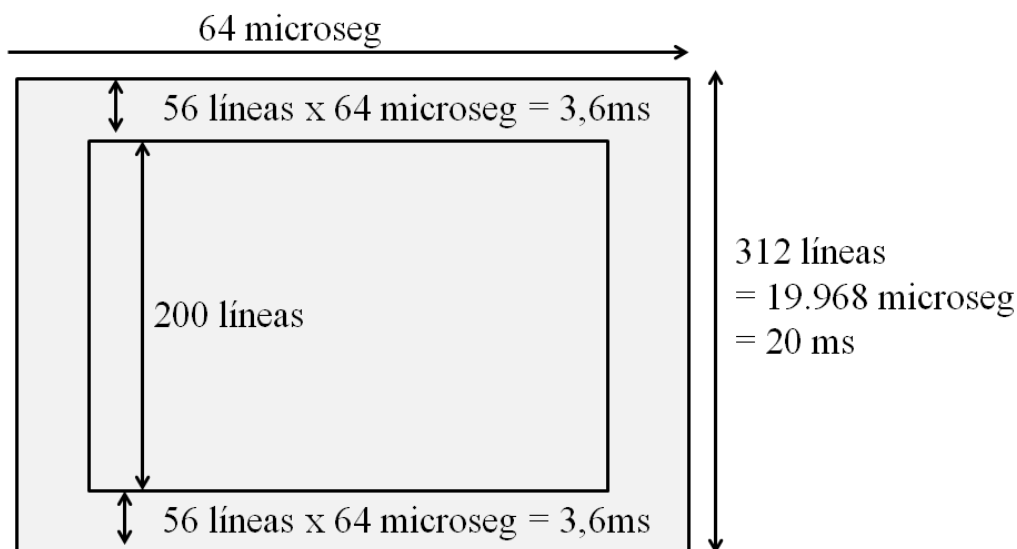 64 microseg
56 líneas x 64 microseg = 3,6ms
200 líneas
312 líneas
= 19.968 microseg
= 20 ms
56 líneas x 64 microseg = 3,6ms